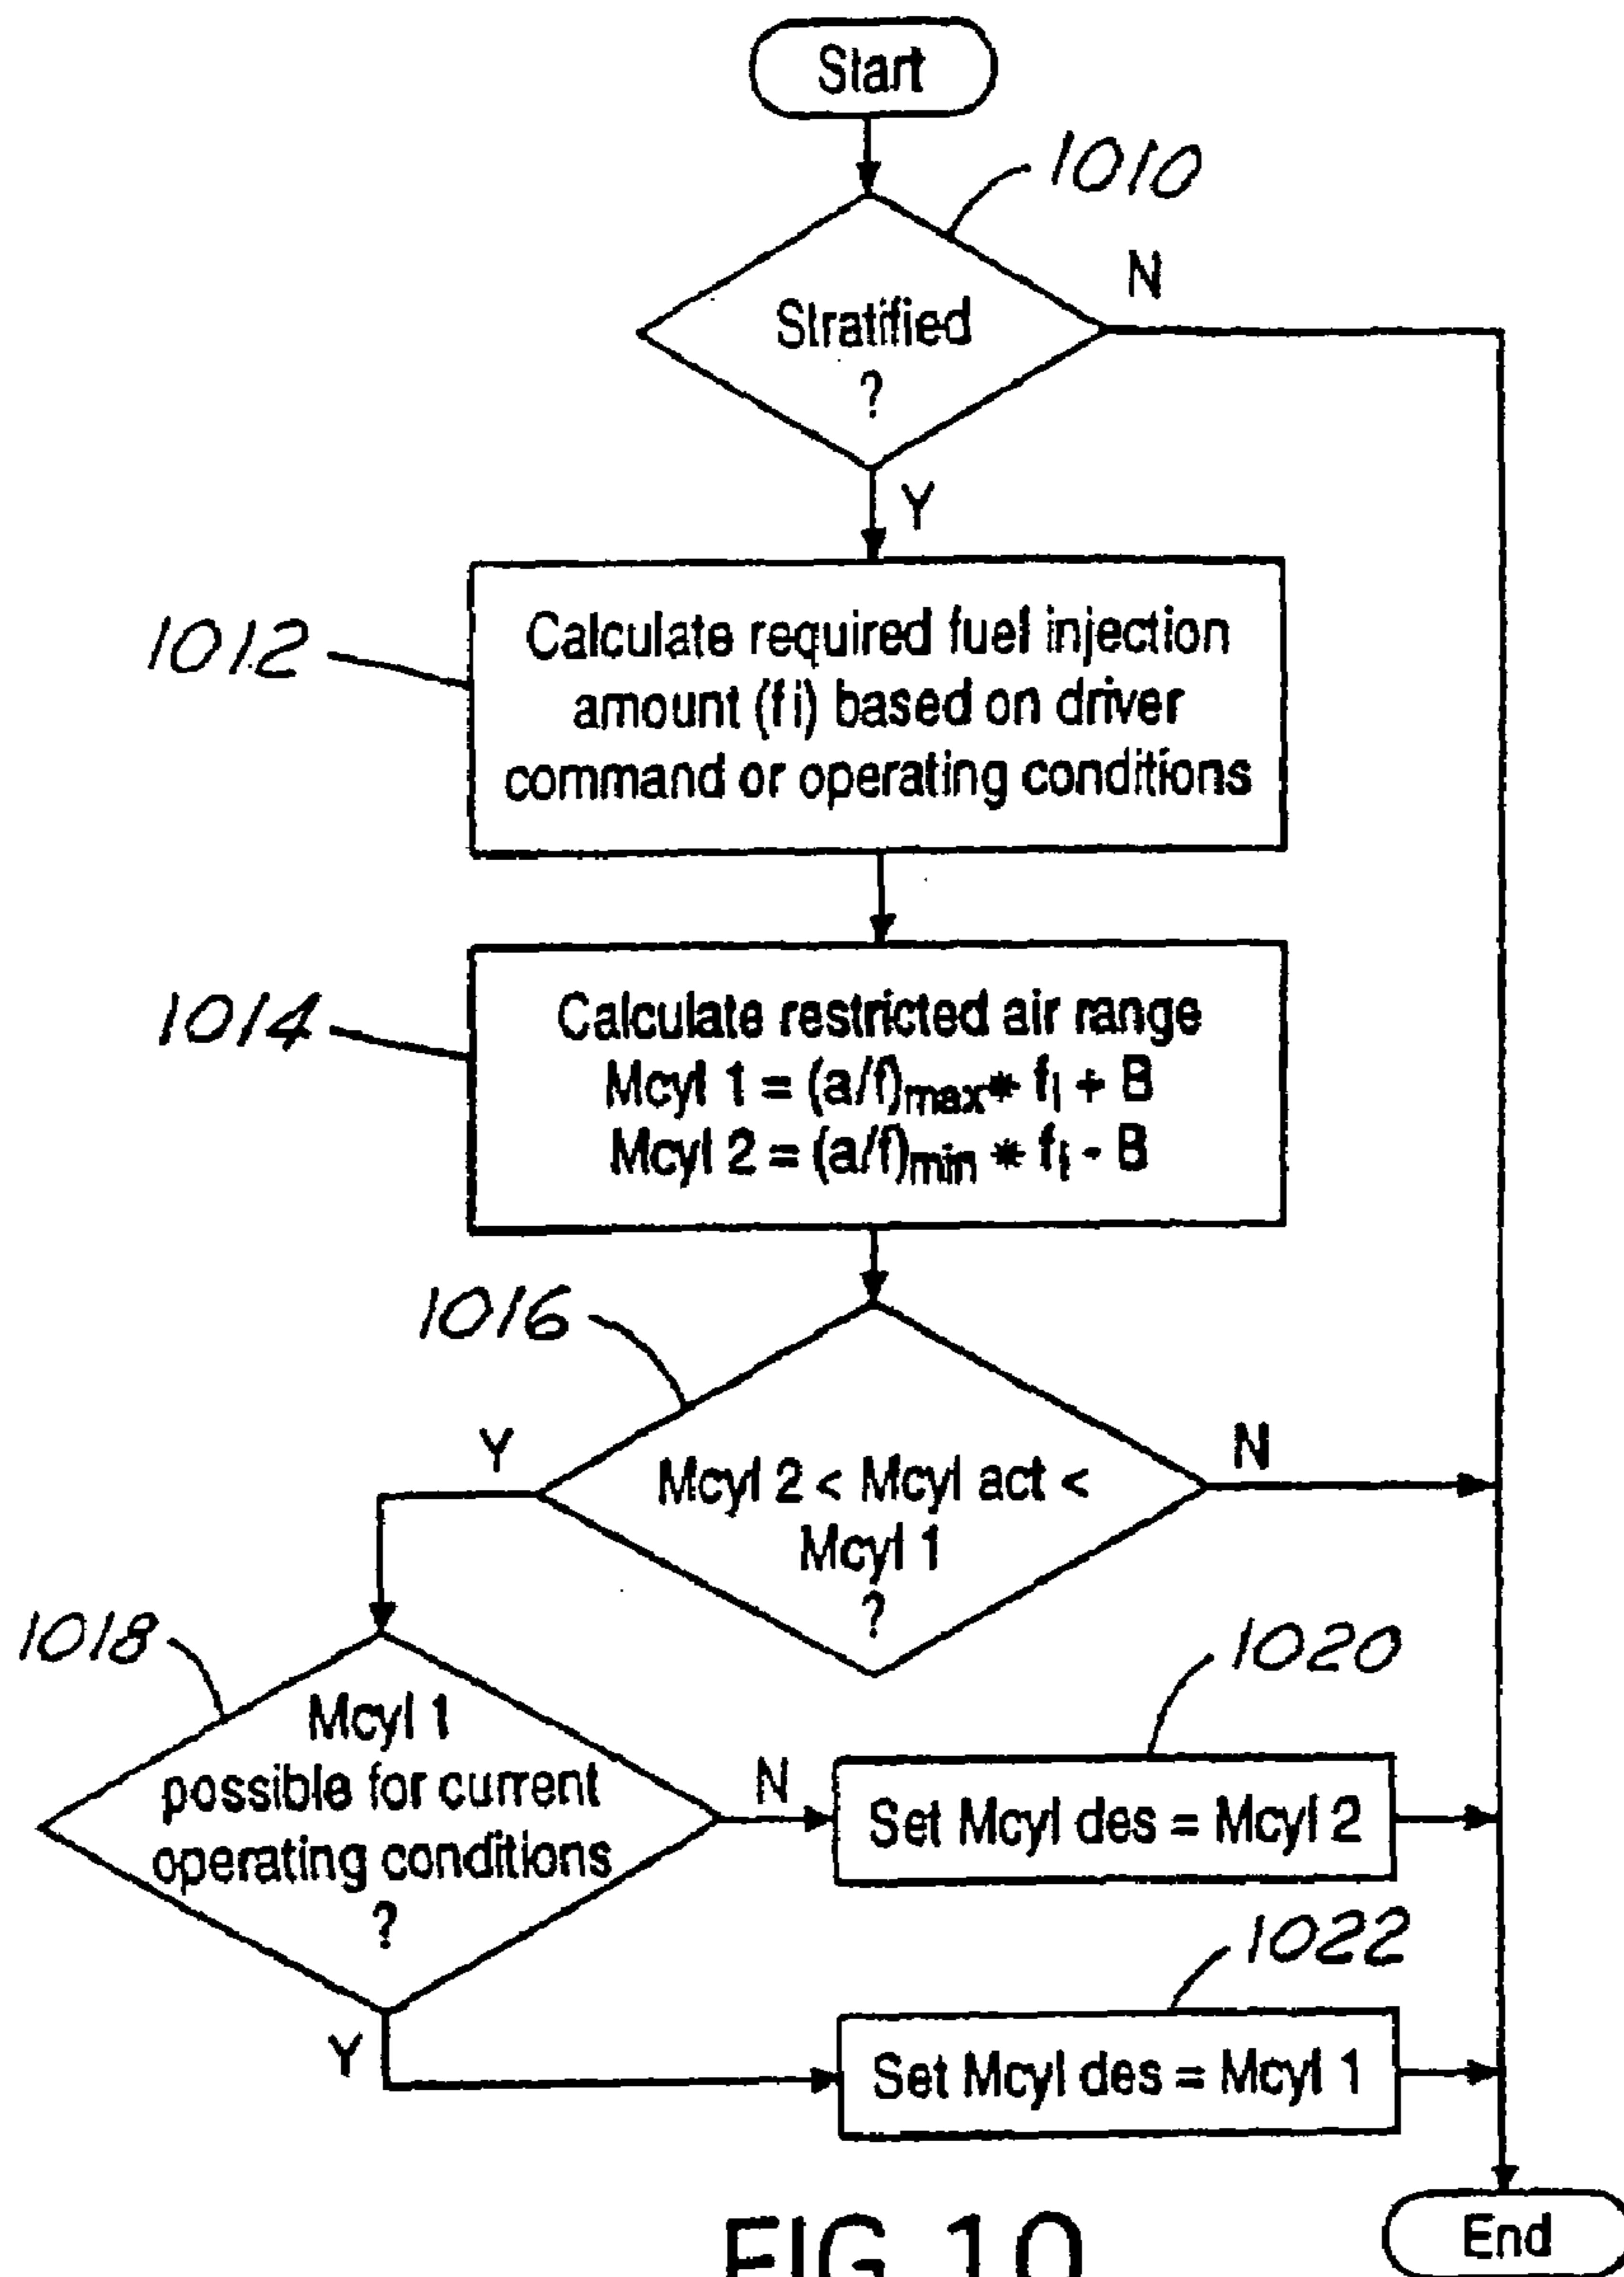 Start
1010
N
Stratified
?
Y
1012
Calculate required fuel injection
amount (fi) based on driver
command or operating conditions
1014
Calculate restricted air range
Mcyl 1 = (a/f)max* fi + B
Mcyl 2 = (a/f)min * fi - B
1016
Y
N
Mcyl 2 < Mcyl act <
Mcyl 1
?
1018
1020
Mcyl 1
possible for current
operating conditions
?
N
Set Mcyl des = Mcyl 2
1022
Y
Set Mcyl des = Mcyl 1
End
FIG. 10